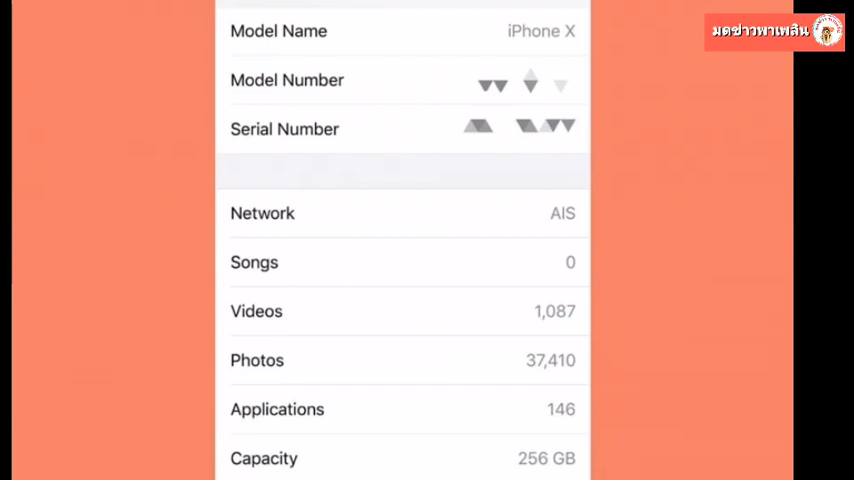 มดข่าวพาเพลิน
Model Name iPhone X
Model Number
Serial Number
Network AIS
Songs 0
Videos 1,087
Photos 37,410
Applications 146
Capacity 256 GB